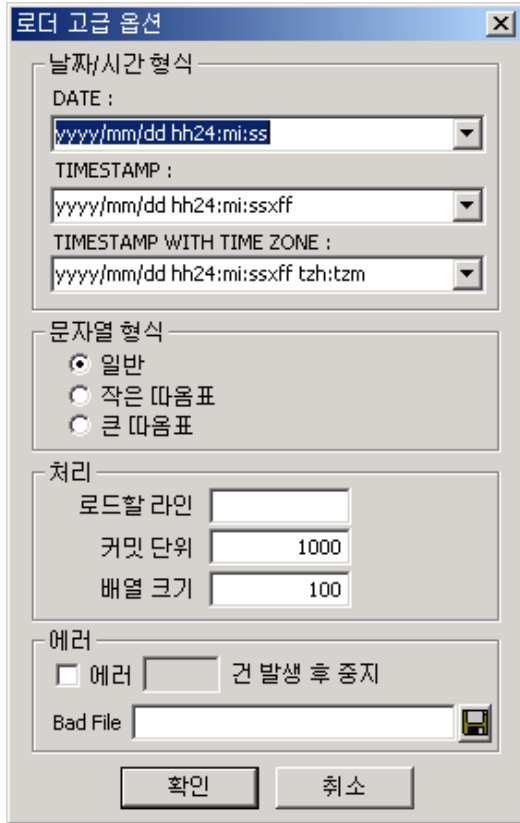 로더 고급 옵션
날짜/시간 형식
DATE :
yyyy/mm/dd hh24:mi:ss
TIMESTAMP :
yyyy/mm/dd hh24:mi:ssxff
TIMESTAMP WITH TIME ZONE :
yyyy/mm/dd hh24:mi:ssxff tzh:tzm
문자열 형식
일반
작은 따옴표
큰 따옴표
처리
로드할 라인
커밋 단위 1000
배열 크기 100
에러
에러 건 발생 후 중지
Bad File
확인 취소